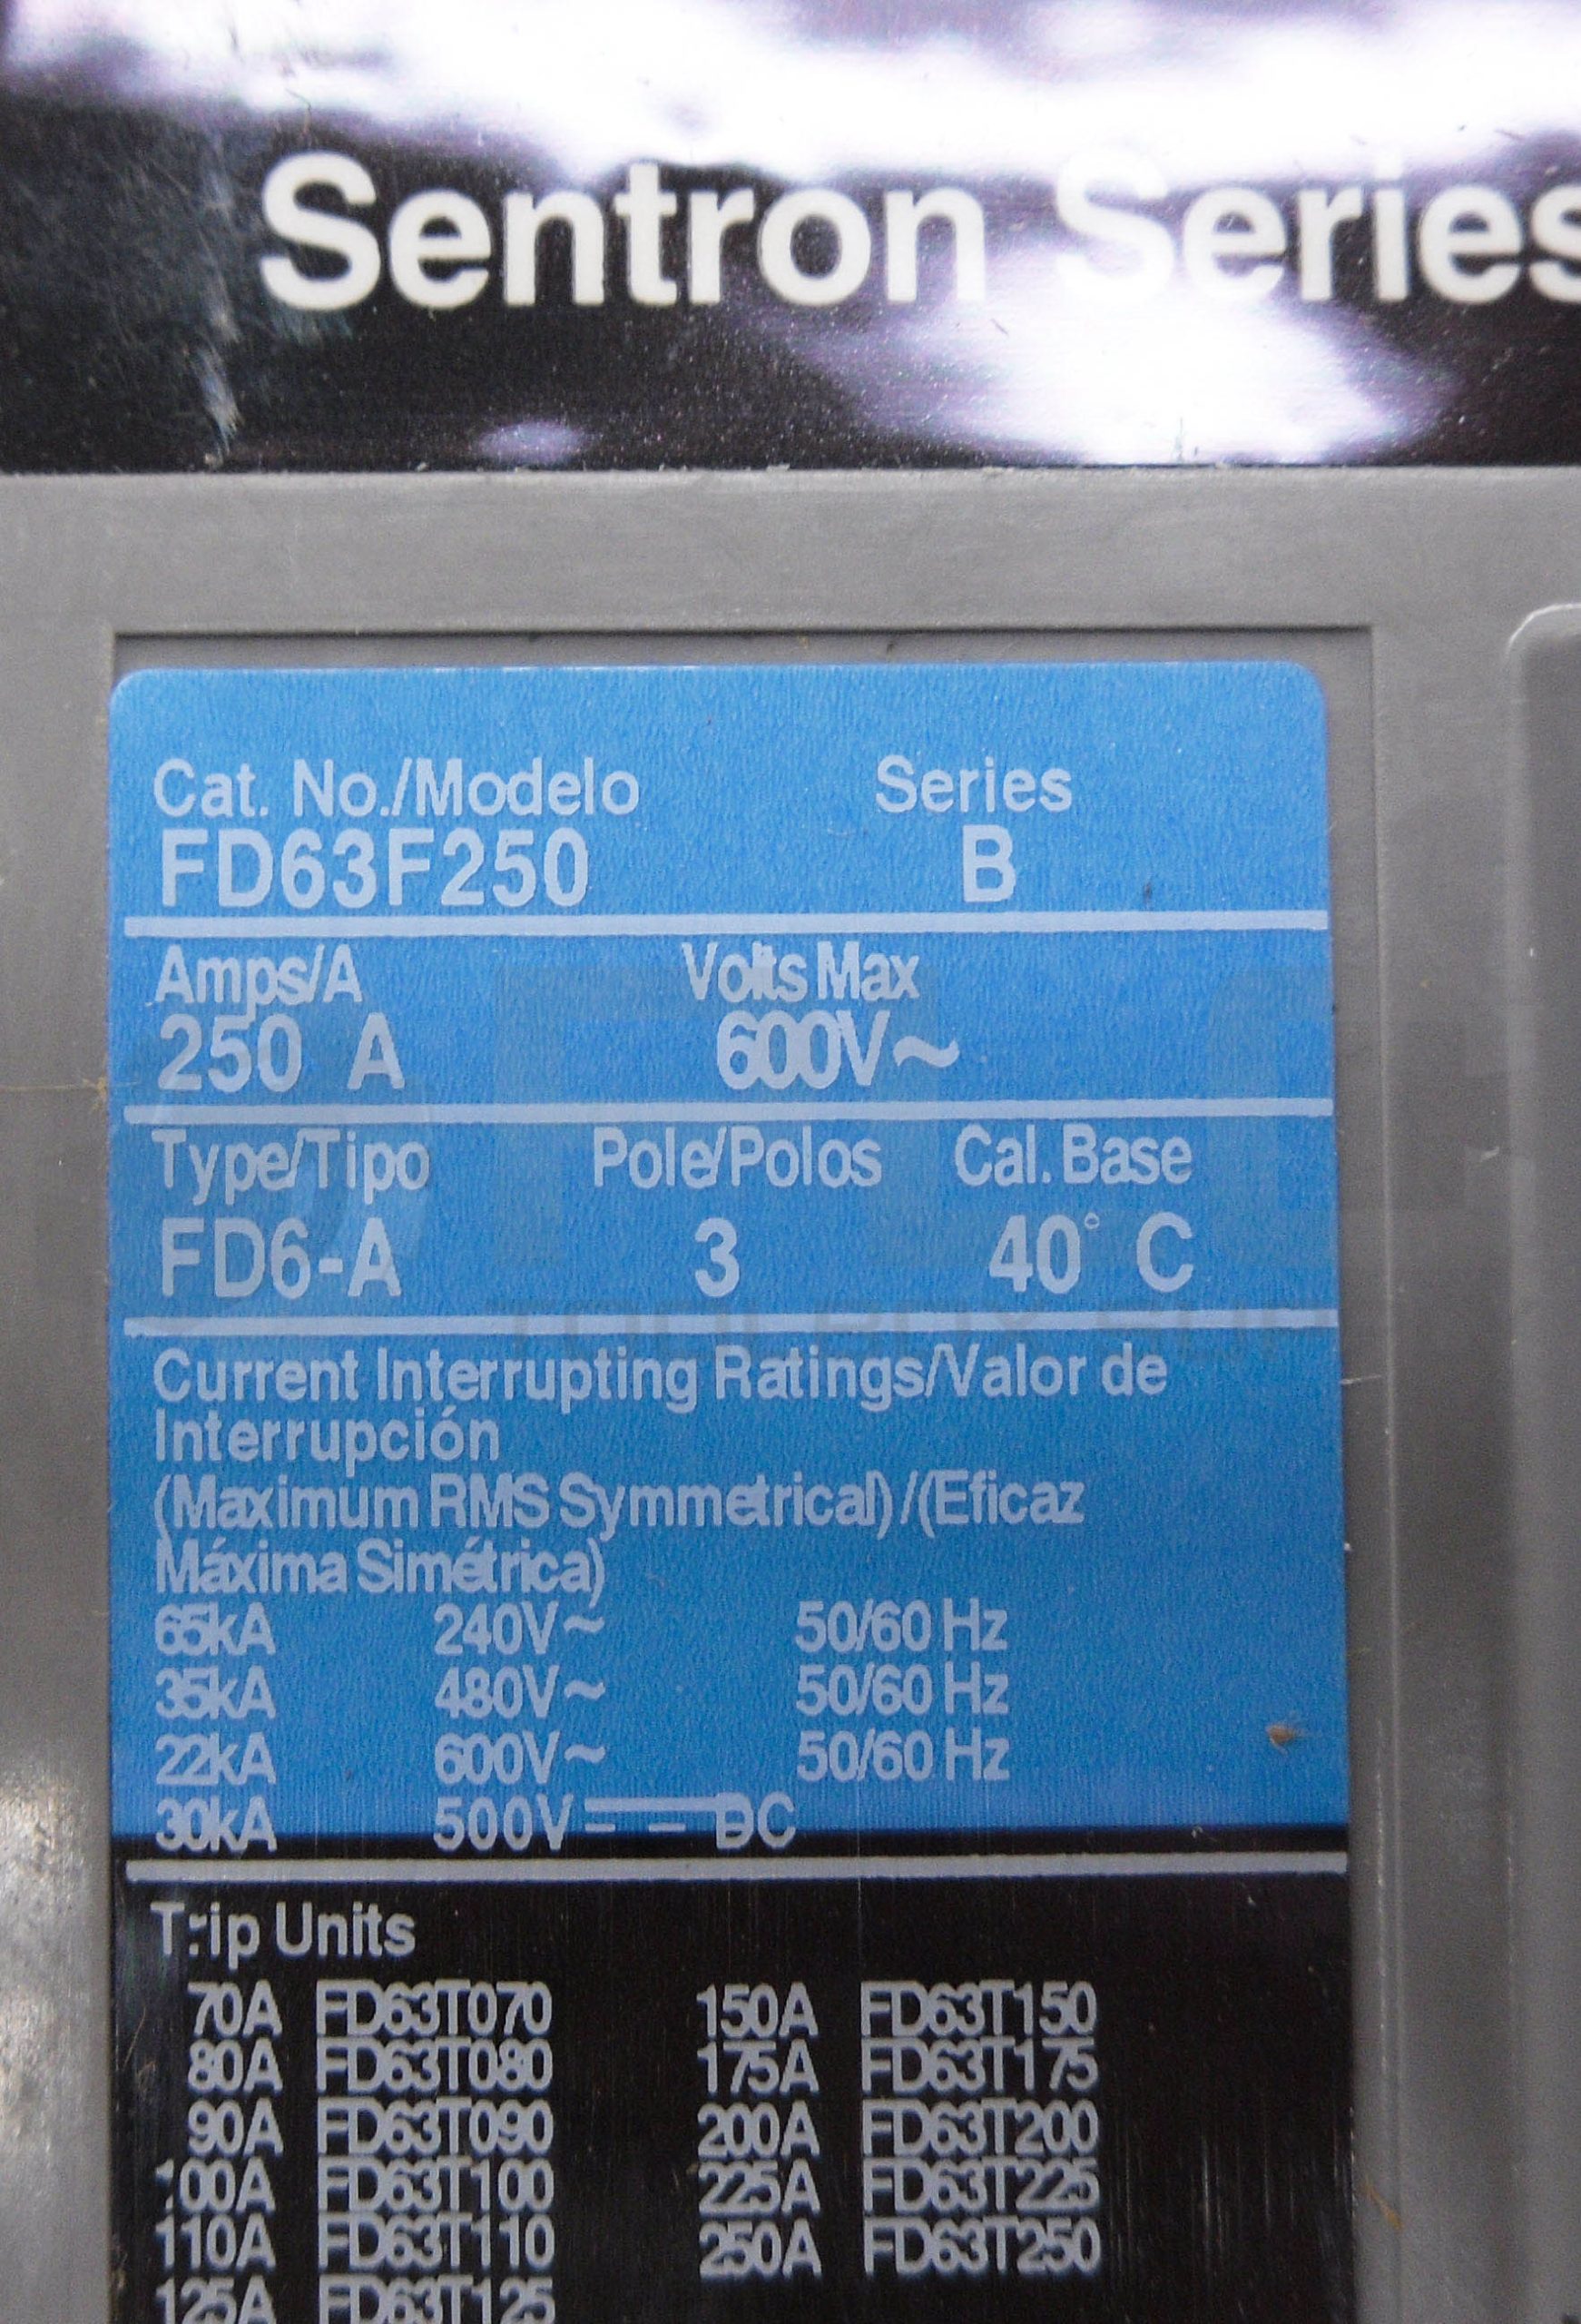 Sentron Series
Cat. No./Modelo Series
FD63F250 B
Amps/A Volts Max
250 A 600V~
Type/Tipo Pole/Polos Cal. Base
FD6-A 3 40° C
Current Interrupting Ratings/Valor de
Interrupción
(Maximum RMS Symmetrical)/(Eficaz
Máxima Simétrica)
65kA 240V~ 50/60 Hz
35kA 480V~ 50/60 Hz
22kA 600V~ 50/60 Hz
30kA 500V⎓DC
Trip Units
70A FD63T070 150A FD63T150
80A FD63T080 175A FD63T175
90A FD63T090 200A FD63T200
100A FD63T100 225A FD63T225
110A FD63T110 250A FD63T250
125A FD63T125